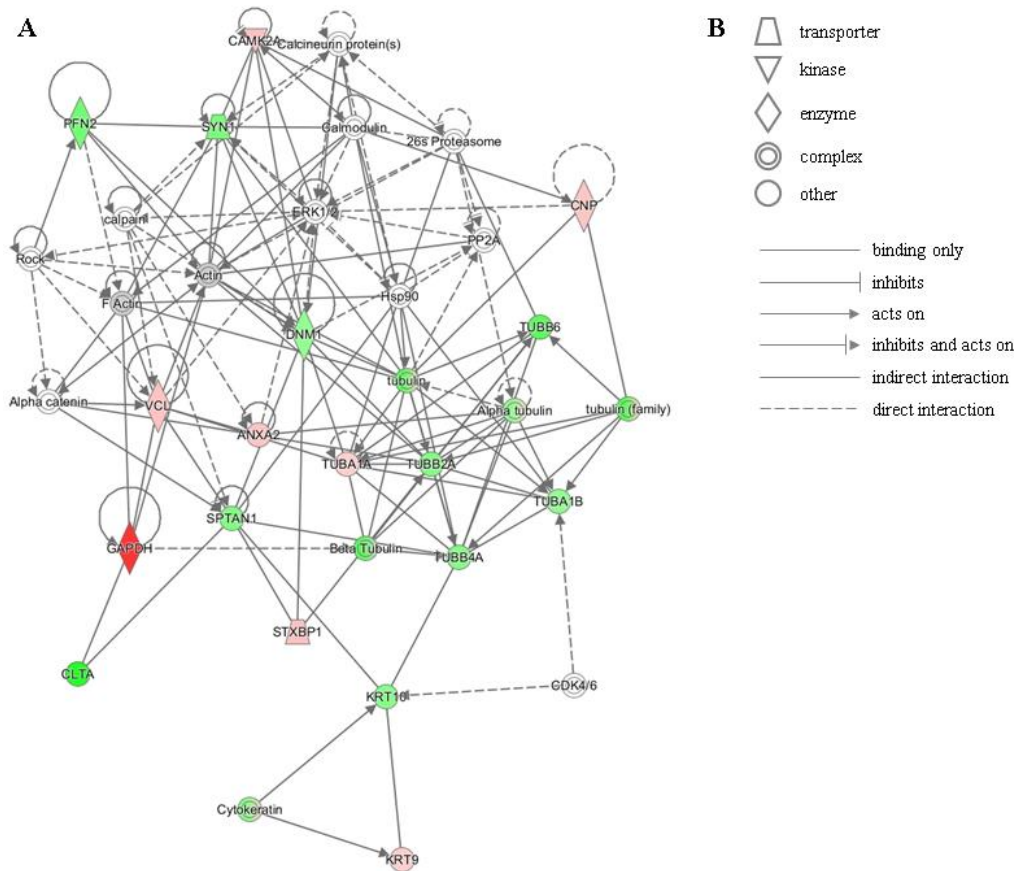 A
B
CAMK2A
Calcineurin protein(s)
PFN2
SYN1
Calmodulin
26s Proteasome
CNP
calpain
ERK1/2
PP2A
Rock
Actin
F Actin
Hsp90
DNM1
TUBB6
tubulin
Alpha catenin
VCL
Alpha tubulin
tubulin (family)
ANXA2
TUBA1A
TUBB2A
TUBA1B
SPTAN1
GAPDH
Beta Tubulin
TUBB4A
STXBP1
CLTA
KRT10
CDK4/6
Cytokeratin
KRT9
transporter
kinase
enzyme
complex
other
binding only
inhibits
acts on
inhibits and acts on
indirect interaction
direct interaction